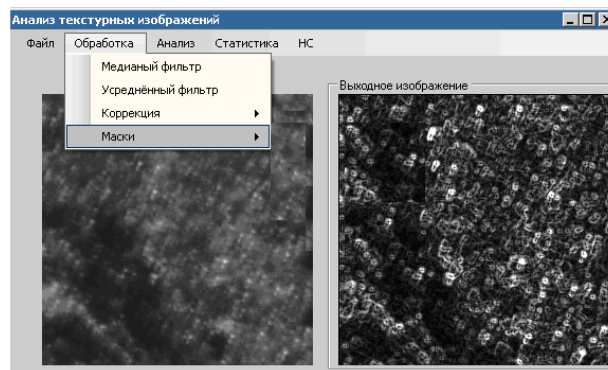 Анализ текстурных изображений
Файл Обработка Анализ Статистика НС
Медианый фильтр
Усреднённый фильтр
Коррекция
Маски
Выходное изображение